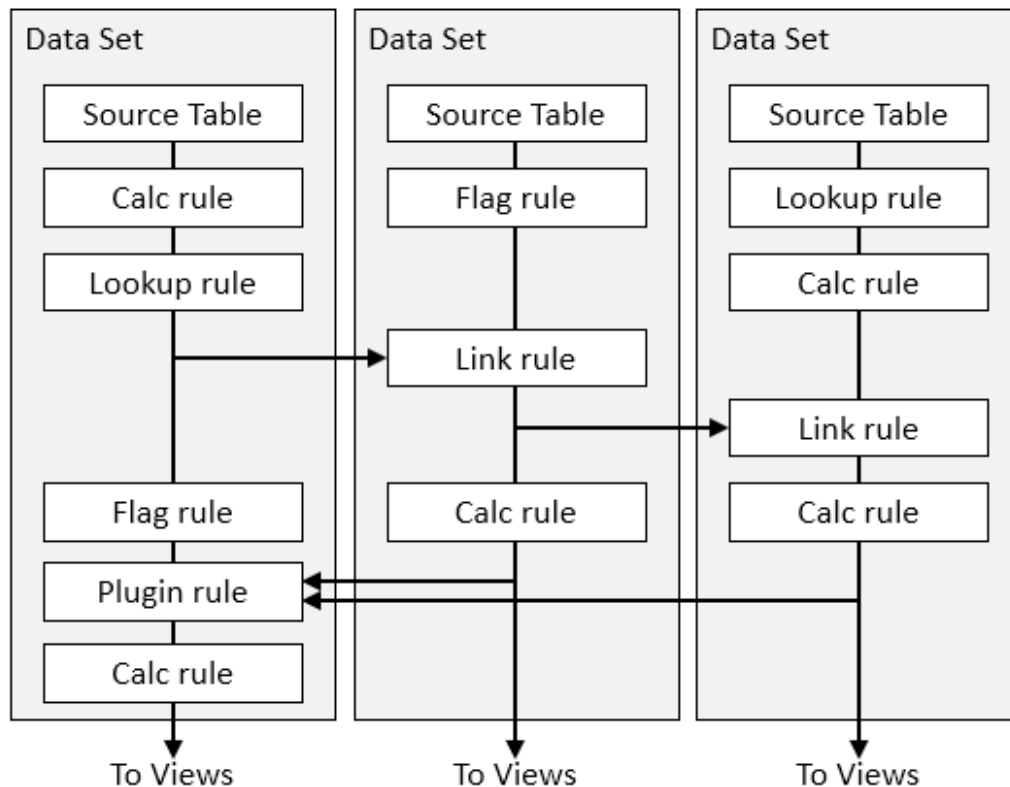 Data Set
Source Table
Calc rule
Lookup rule
Flag rule
Plugin rule
Calc rule
To Views
Data Set
Source Table
Flag rule
Link rule
Calc rule
To Views
Data Set
Source Table
Lookup rule
Calc rule
Link rule
Calc rule
To Views